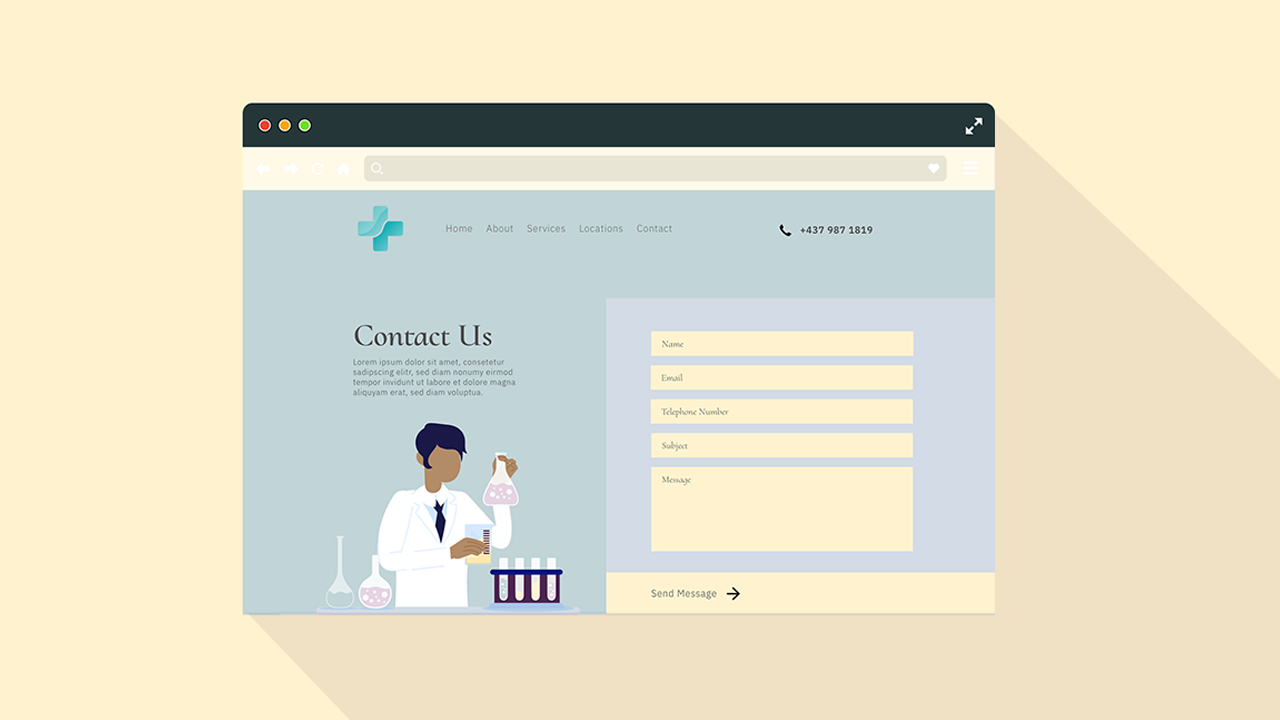 Home About Services Locations Contact
+437 987 1819
Contact Us
Lorem ipsum dolor sit amet, consetetur
sadipscing elitr, sed diam nonumy eirmod
tempor invidunt ut labore et dolore magna
aliquyam erat, sed diam voluptua.
Name
Email
Telephone Number
Subject
Message
Send Message